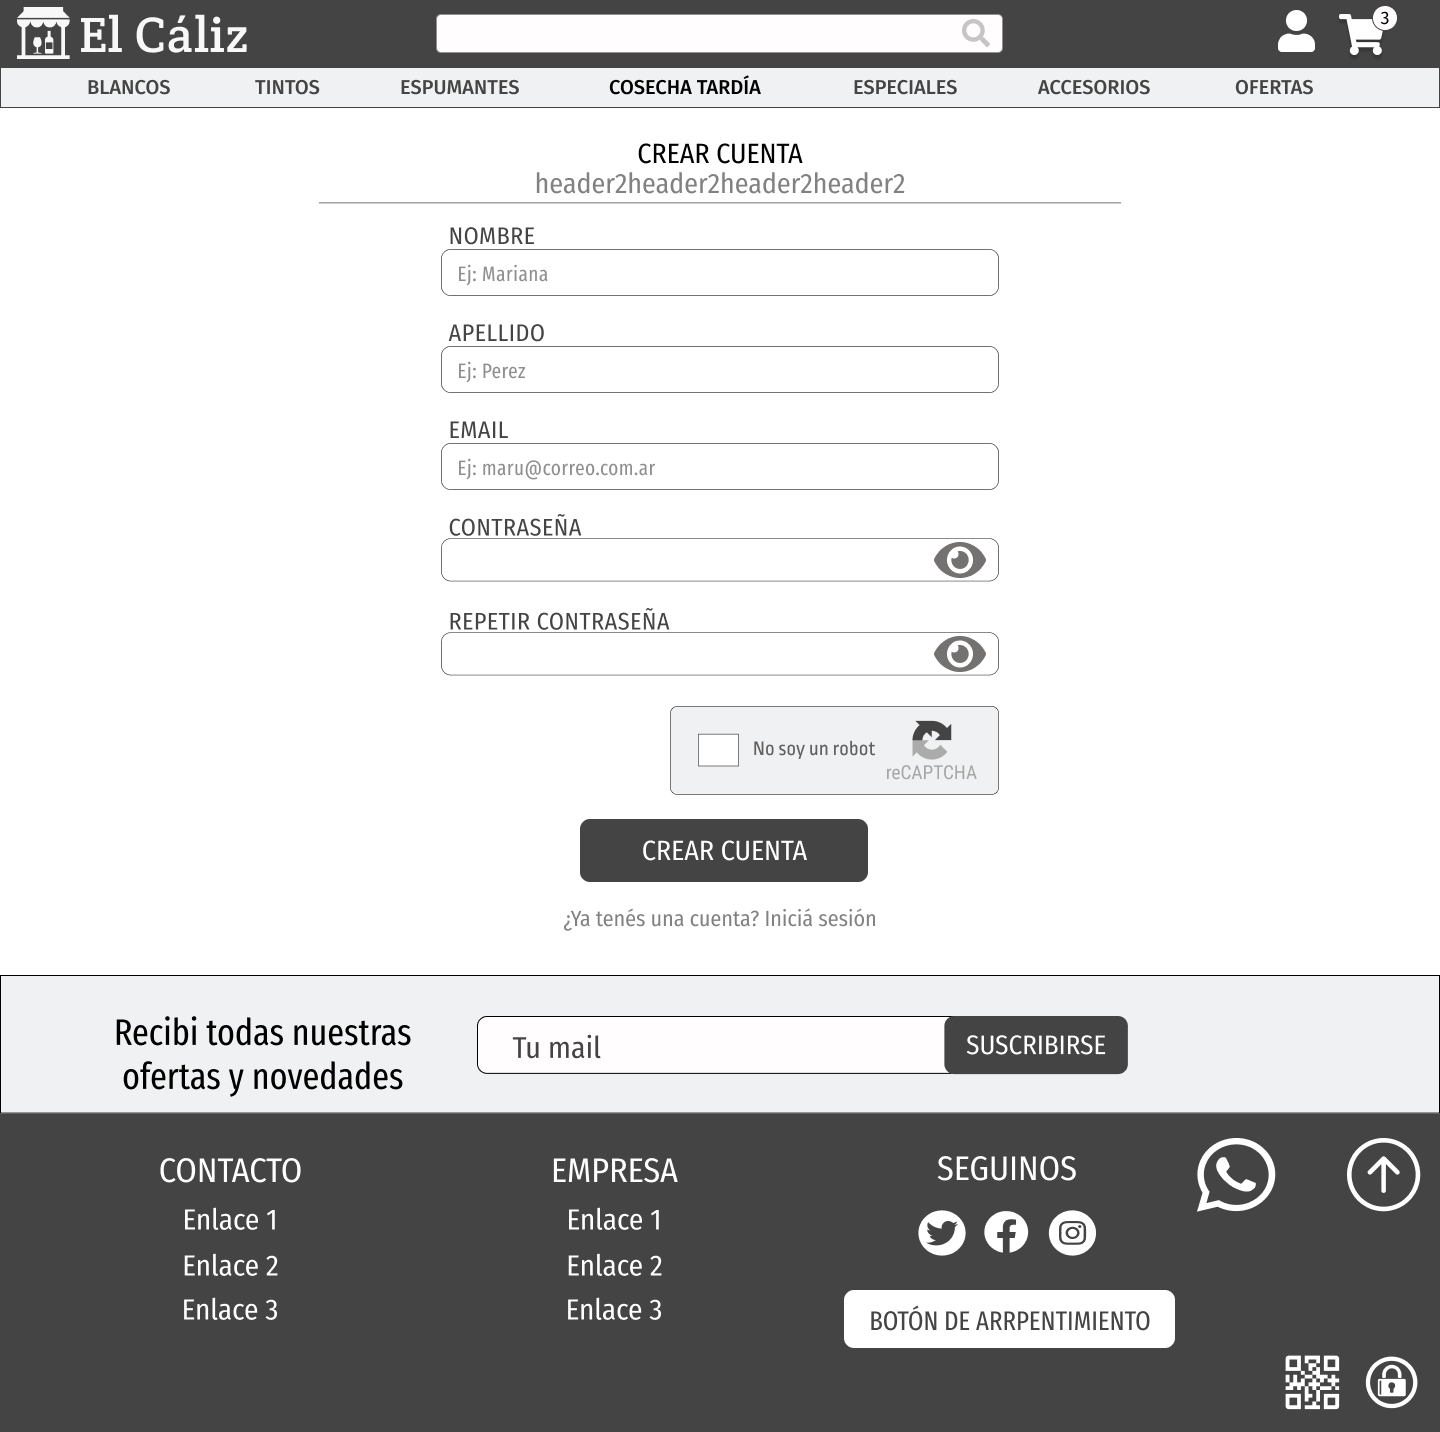 El Cáliz
3
BLANCOS TINTOS ESPUMANTES COSECHA TARDÍA ESPECIALES ACCESORIOS OFERTAS
CREAR CUENTA
header2header2header2header2
NOMBRE
Ej: Mariana
APELLIDO
Ej: Perez
EMAIL
Ej: maru@correo.com.ar
CONTRASEÑA
REPETIR CONTRASEÑA
No soy un robot
reCAPTCHA
CREAR CUENTA
¿Ya tenés una cuenta? Iniciá sesión
Recibi todas nuestras
ofertas y novedades
Tu mail
SUSCRIBIRSE
CONTACTO
Enlace 1
Enlace 2
Enlace 3
EMPRESA
Enlace 1
Enlace 2
Enlace 3
SEGUINOS
BOTÓN DE ARRPENTIMIENTO